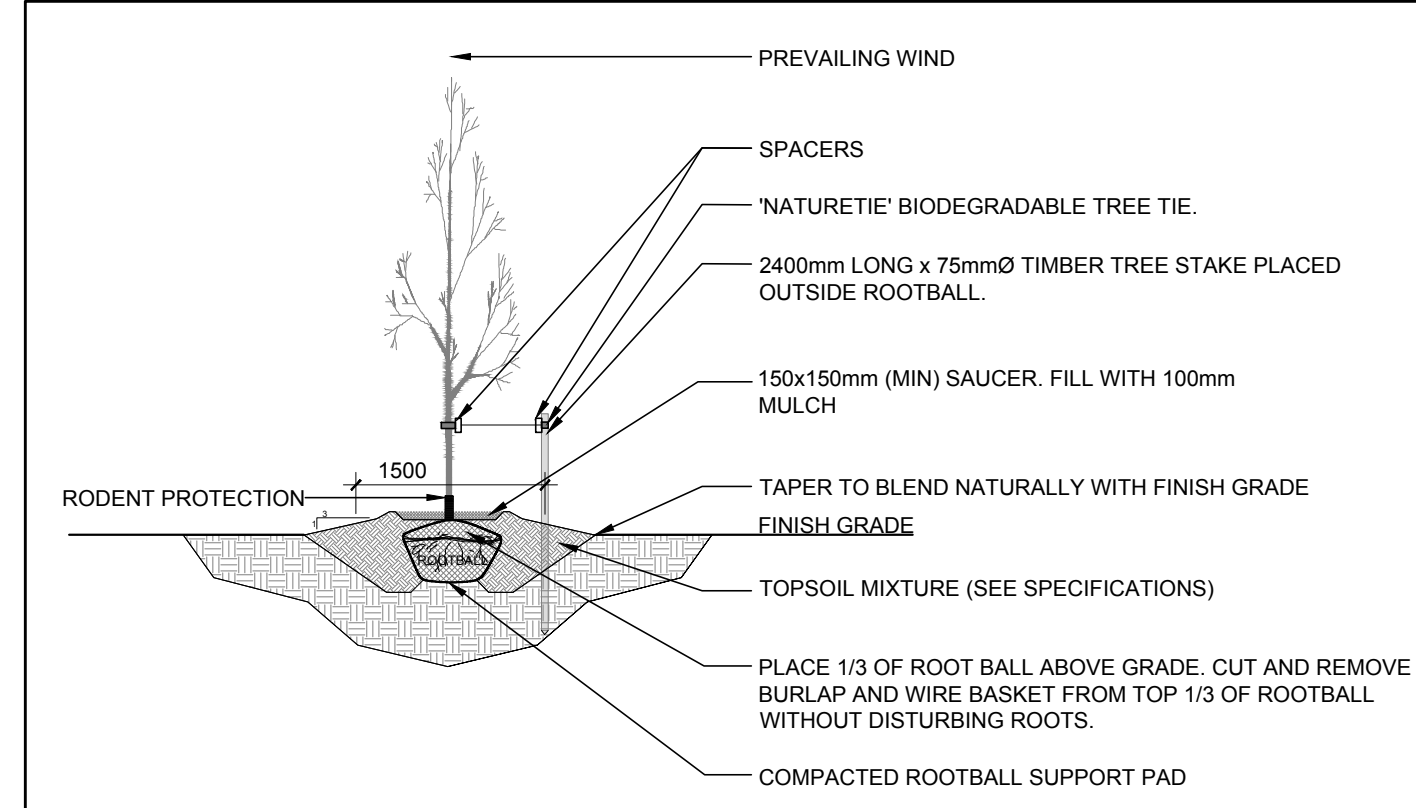 PREVAILING WIND
SPACERS
'NATURETIE' BIODEGRADABLE TREE TIE.
2400mm LONG x 75mmØ TIMBER TREE STAKE PLACED
OUTSIDE ROOTBALL.
150x150mm (MIN) SAUCER. FILL WITH 100mm
MULCH
1500
RODENT PROTECTION
3
1
TAPER TO BLEND NATURALLY WITH FINISH GRADE
FINISH GRADE
ROOTBALL
TOPSOIL MIXTURE (SEE SPECIFICATIONS)
PLACE 1/3 OF ROOT BALL ABOVE GRADE. CUT AND REMOVE
BURLAP AND WIRE BASKET FROM TOP 1/3 OF ROOTBALL
WITHOUT DISTURBING ROOTS.
COMPACTED ROOTBALL SUPPORT PAD